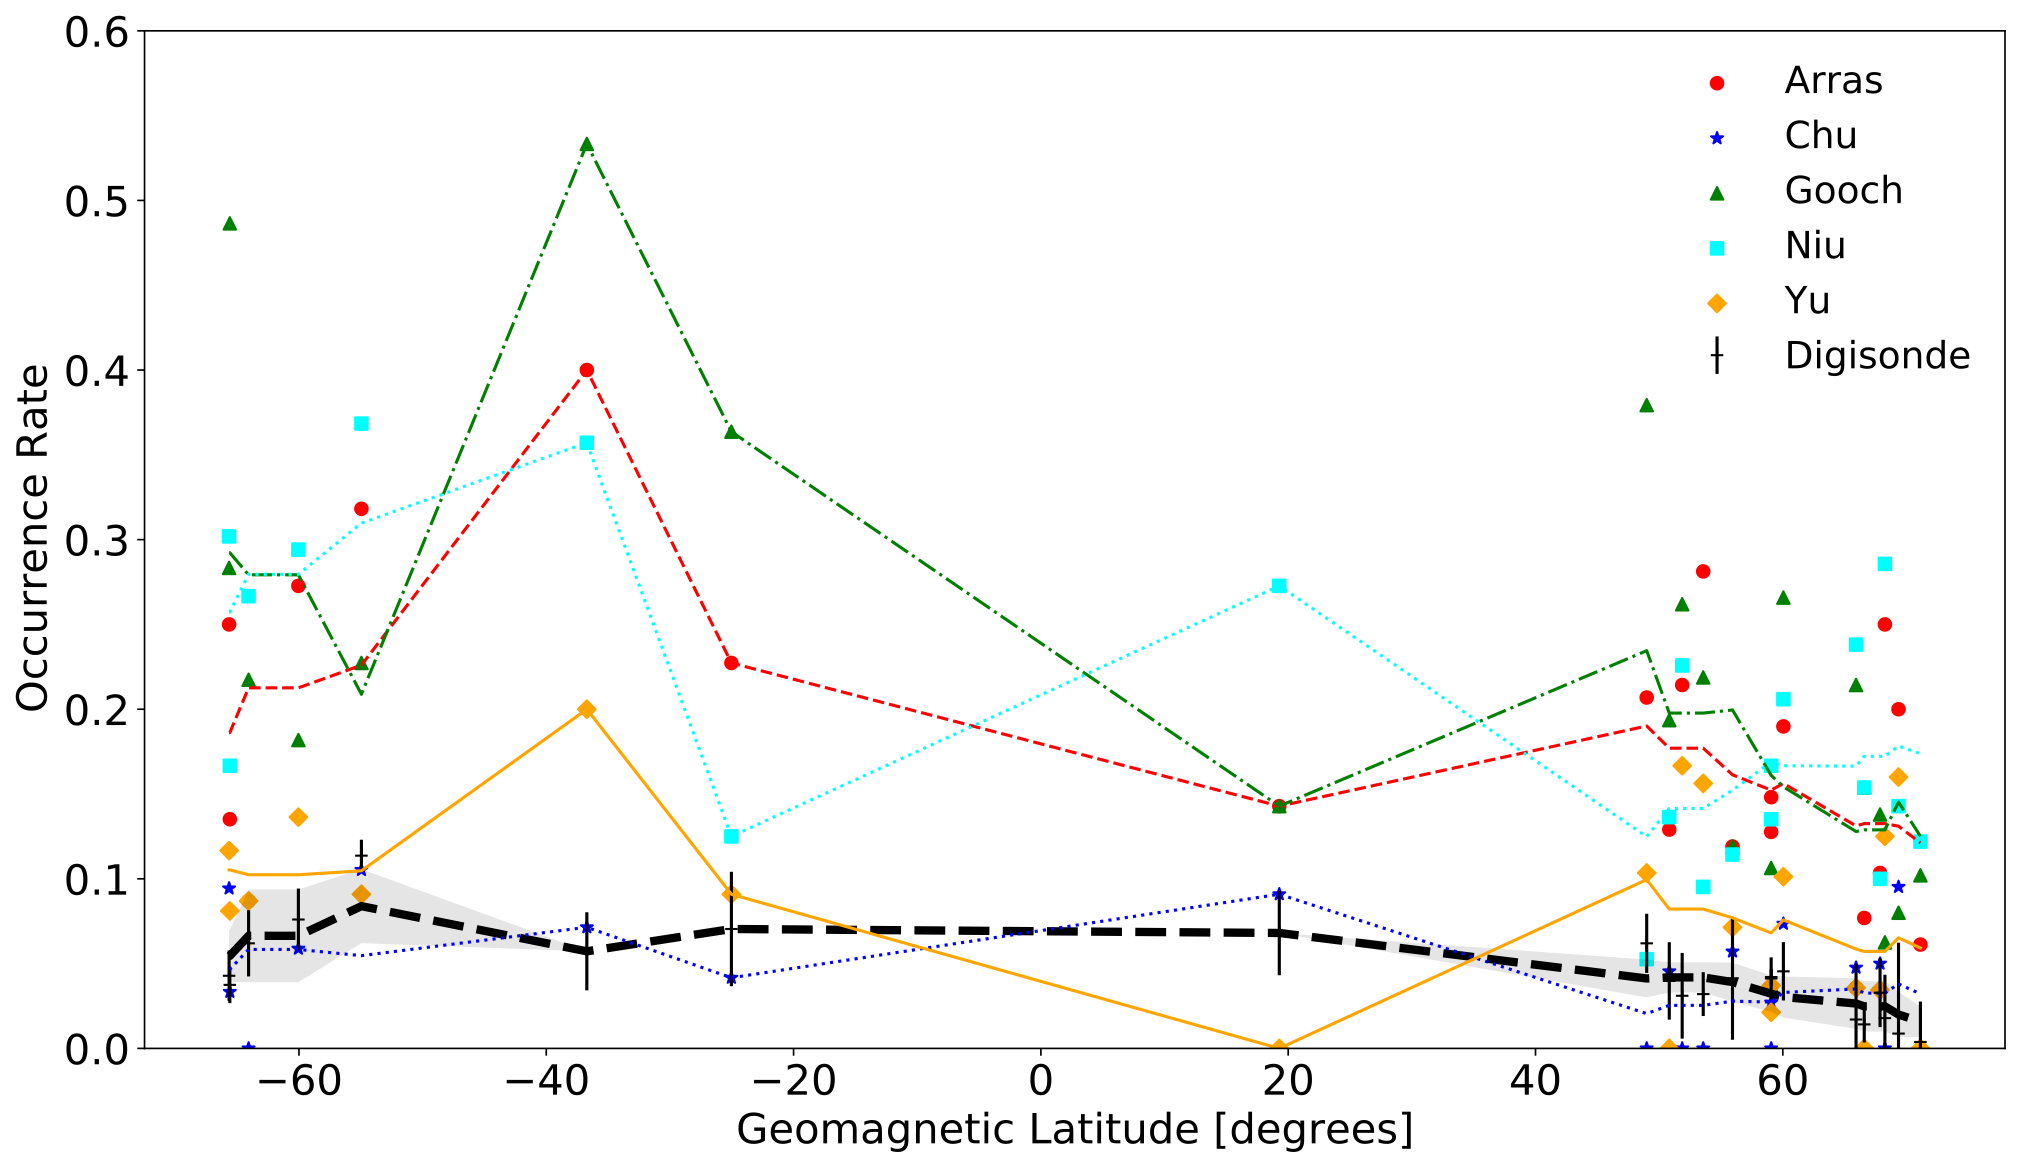 0.6
0.5
0.4
0.3
0.2
0.1
0.0
Occurrence Rate
Arras
Chu
Gooch
Niu
Yu
Digisonde
−60 −40 −20 0 20 40 60
Geomagnetic Latitude [degrees]